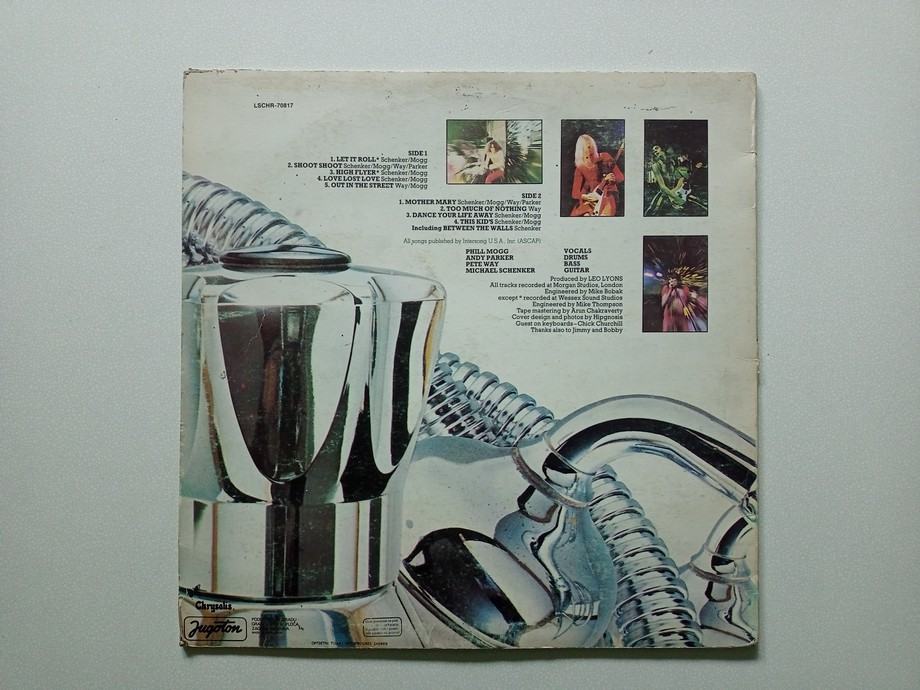 LSCHR-70817
SIDE 1
1. LET IT ROLL* Schenker/Mogg
2. SHOOT SHOOT Schenker/Mogg/Way/Parker
3. HIGH FLYER* Schenker/Mogg
4. LOVE LOST LOVE Schenker/Mogg
5. OUT IN THE STREET Way/Mogg
SIDE 2
1. MOTHER MARY Schenker/Mogg/Way/Parker
2. TOO MUCH OF NOTHING Way
3. DANCE YOUR LIFE AWAY Schenker/Mogg
4. THIS KID'S Schenker/Mogg
Including BETWEEN THE WALLS Schenker
All songs published by Intersong U.S.A., Inc. (ASCAP)
PHILL MOGG VOCALS
ANDY PARKER DRUMS
PETE WAY BASS
MICHAEL SCHENKER GUITAR
Produced by LEO LYONS
All tracks recorded at Morgan Studios, London
Engineered by Mike Bobak
except * recorded at Wessex Sound Studios
Engineered by Mike Thompson
Tape mastering by Arun Chakraverty
Cover design and photos by Hipgnosis
Guest on keyboards–Chick Churchill
Thanks also to Jimmy and Bobby
Chrysalis
Jugoton